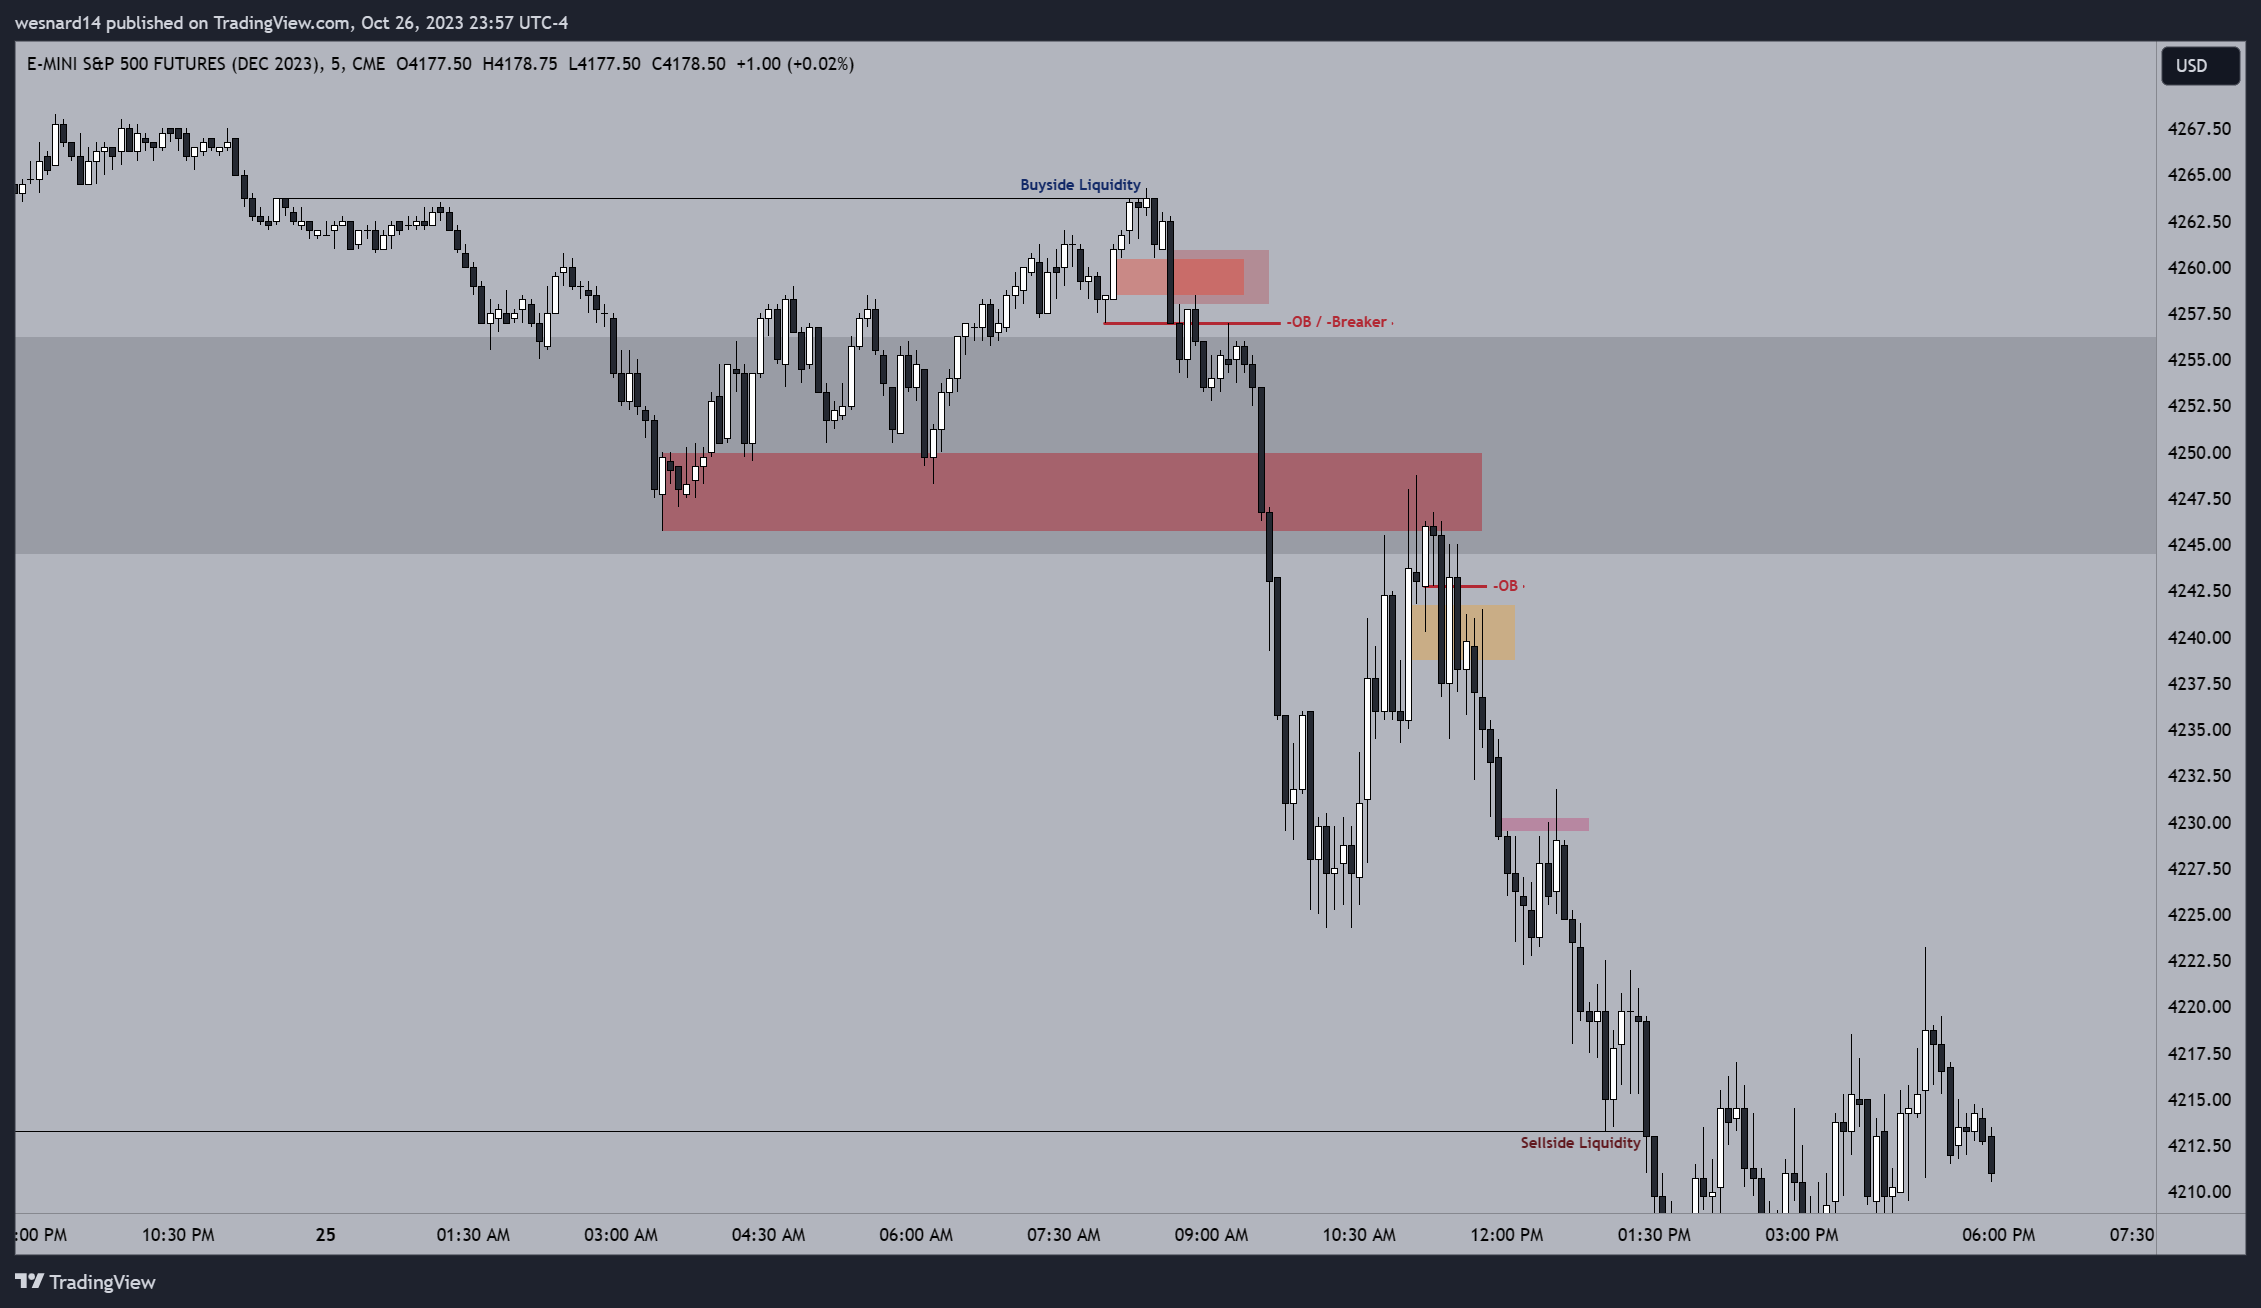 wesnard14 published on TradingView.com, Oct 26, 2023 23:57 UTC-4
E-MINI S&P 500 FUTURES (DEC 2023), 5, CME O4177.50 H4178.75 L4177.50 C4178.50 +1.00 (+0.02%)
USD
4267.50
Buyside Liquidity
4265.00
4262.50
4260.00
4257.50
-OB / -Breaker
4255.00
4252.50
4250.00
4247.50
4245.00
-OB
4242.50
4240.00
4237.50
4235.00
4232.50
4230.00
4227.50
4225.00
4222.50
4220.00
4217.50
4215.00
Sellside Liquidity
4212.50
4210.00
:00 PM 10:30 PM 25 01:30 AM 03:00 AM 04:30 AM 06:00 AM 07:30 AM 09:00 AM 10:30 AM 12:00 PM 01:30 PM 03:00 PM 06:00 PM 07:30
TradingView